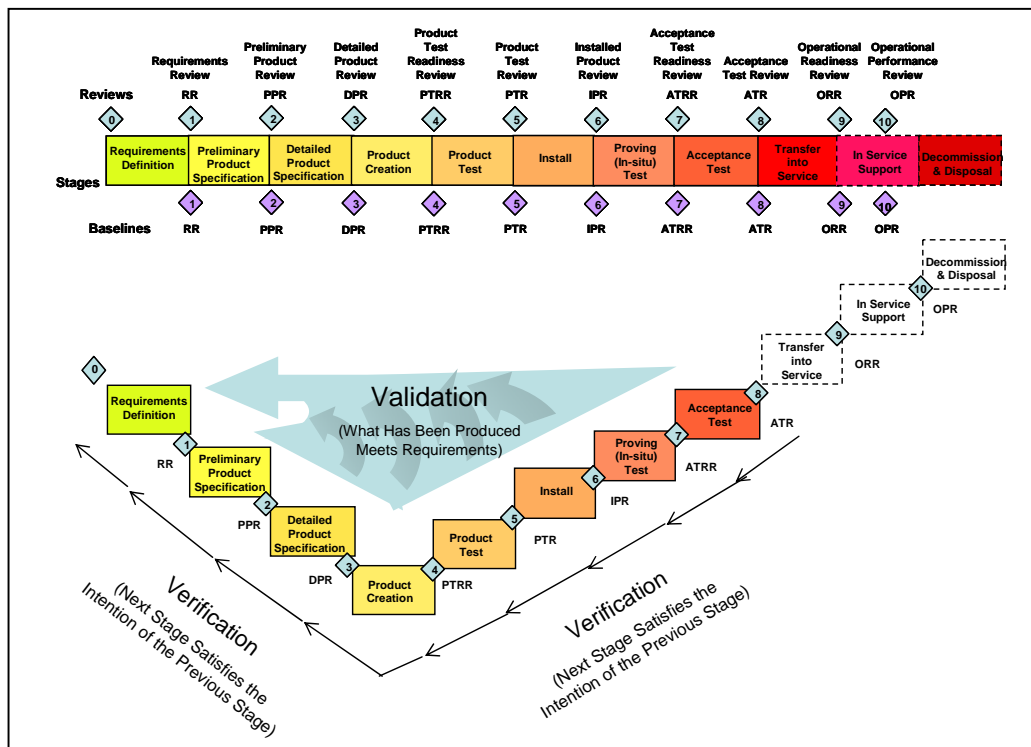 Requirements
Review
Preliminary
Product
Review
Detailed
Product
Review
Product
Test
Readiness
Review
Product
Test
Review
Installed
Product
Review
Acceptance
Test
Readiness
Review
Acceptance
Test Review
Operational
Readiness
Review
Operational
Performance
Review
Reviews
RR
PPR
DPR
PTRR
PTR
IPR
ATRR
ATR
ORR
OPR
0
1
2
3
4
5
6
7
8
9
10
Stages
Requirements
Definition
Preliminary
Product
Specification
Detailed
Product
Specification
Product
Creation
Product
Test
Install
Proving
(In-situ)
Test
Acceptance
Test
Transfer
into
Service
In Service
Support
Decommission
& Disposal
1
2
3
4
5
6
7
8
9
10
Baselines
RR
PPR
DPR
PTRR
PTR
IPR
ATRR
ATR
ORR
OPR
0
Requirements
Definition
1
RR
Preliminary
Product
Specification
2
PPR
Detailed
Product
Specification
3
DPR
Product
Creation
4
PTRR
Product
Test
5
PTR
Install
6
IPR
Proving
(In-situ)
Test
7
ATRR
Acceptance
Test
8
ATR
Transfer
into
Service
9
ORR
In Service
Support
10
OPR
Decommission
& Disposal
Validation
(What Has Been Produced
Meets Requirements)
Verification
(Next Stage Satisfies the
Intention of the Previous Stage)
Verification
(Next Stage Satisfies the
Intention of the Previous Stage)